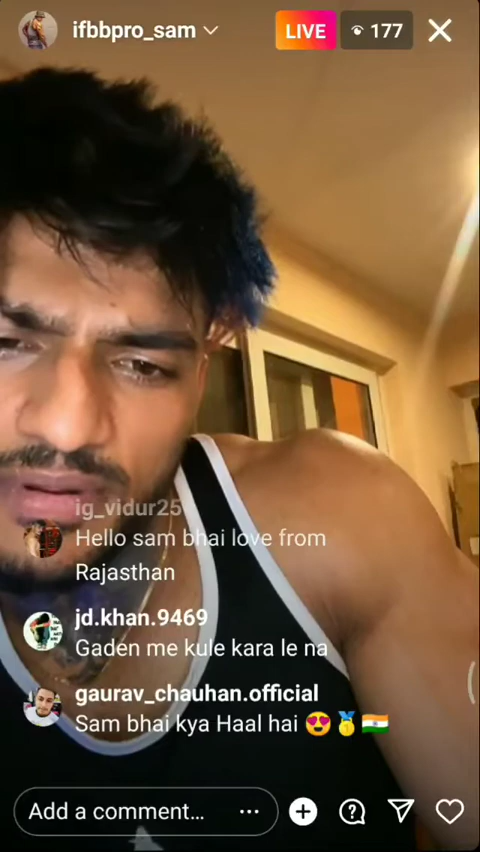 ifbbpro_sam
LIVE
177
ig_vidur25
Hello sam bhai love from
Rajasthan
jd.khan.9469
Gaden me kule kara le na
gaurav_chauhan.official
Sam bhai kya Haal hai 😍🥇🇮🇳
Add a comment...